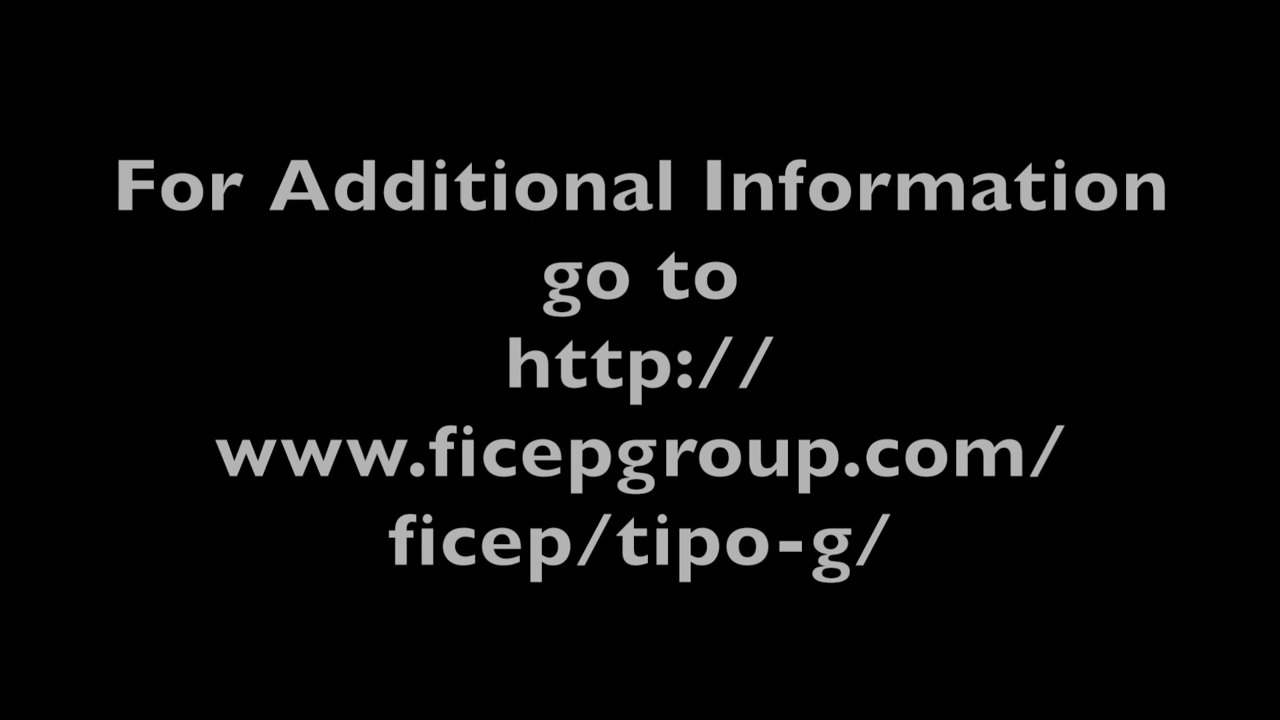 For Additional Information
go to
http://
www.ficepgroup.com/
ficep/tipo-g/